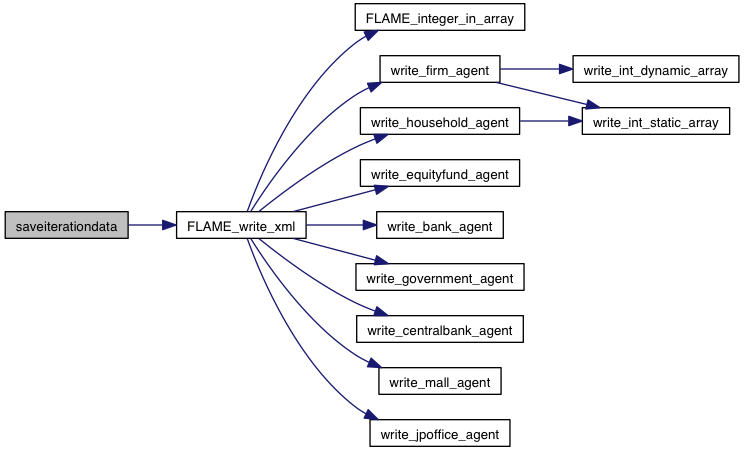 FLAME_integer_in_array
write_firm_agent
write_int_dynamic_array
write_household_agent
write_int_static_array
write_equityfund_agent
saveiterationdata
FLAME_write_xml
write_bank_agent
write_government_agent
write_centralbank_agent
write_mall_agent
write_jpoffice_agent